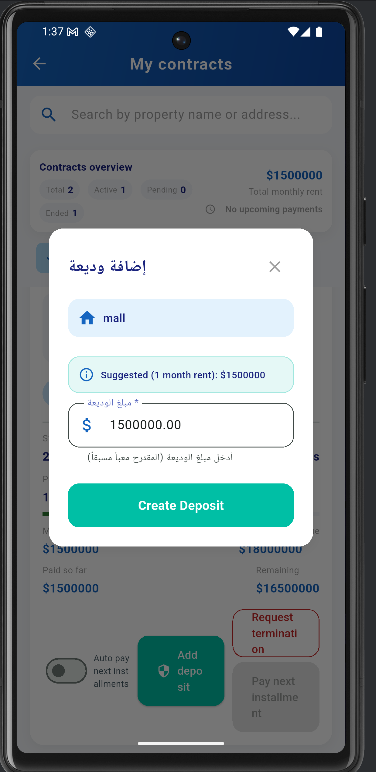 1:37
My contracts
Search by property name or address...
Contracts overview
Total 2 Active 1 Pending 0
Ended 1
$1500000
Total monthly rent
No upcoming payments
إضافة وديعة
mall
Suggested (1 month rent): $1500000
مبلغ الوديعة *
$ 1500000.00
ادخل مبلغ الوديعة (المقترح معبأ مسبقاً)
Create Deposit
$1500000 $18000000
Paid so far Remaining
$1500000 $16500000
Auto pay
next inst
allments
Add
depo
sit
Request
terminati
on
Pay next
installme
nt